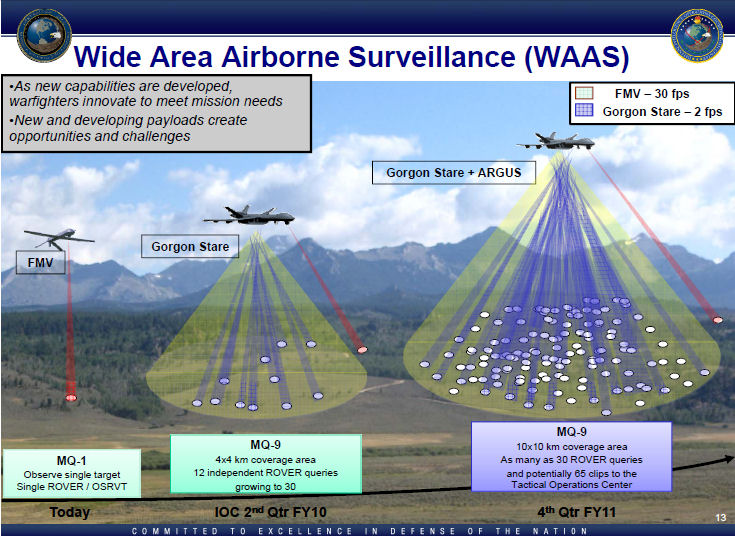 Wide Area Airborne Surveillance (WAAS)
•As new capabilities are developed,
warfighters innovate to meet mission needs
•New and developing payloads create
opportunities and challenges
FMV – 30 fps
Gorgon Stare – 2 fps
Gorgon Stare + ARGUS
Gorgon Stare
FMV
MQ-1
Observe single target
Single ROVER / OSRVT
MQ-9
4x4 km coverage area
12 independent ROVER queries
growing to 30
MQ-9
10x10 km coverage area
As many as 30 ROVER queries
and potentially 65 clips to the
Tactical Operations Center
Today
IOC 2nd Qtr FY10
4th Qtr FY11
13
COMMITTED TO EXCELLENCE IN DEFENSE OF THE NATION